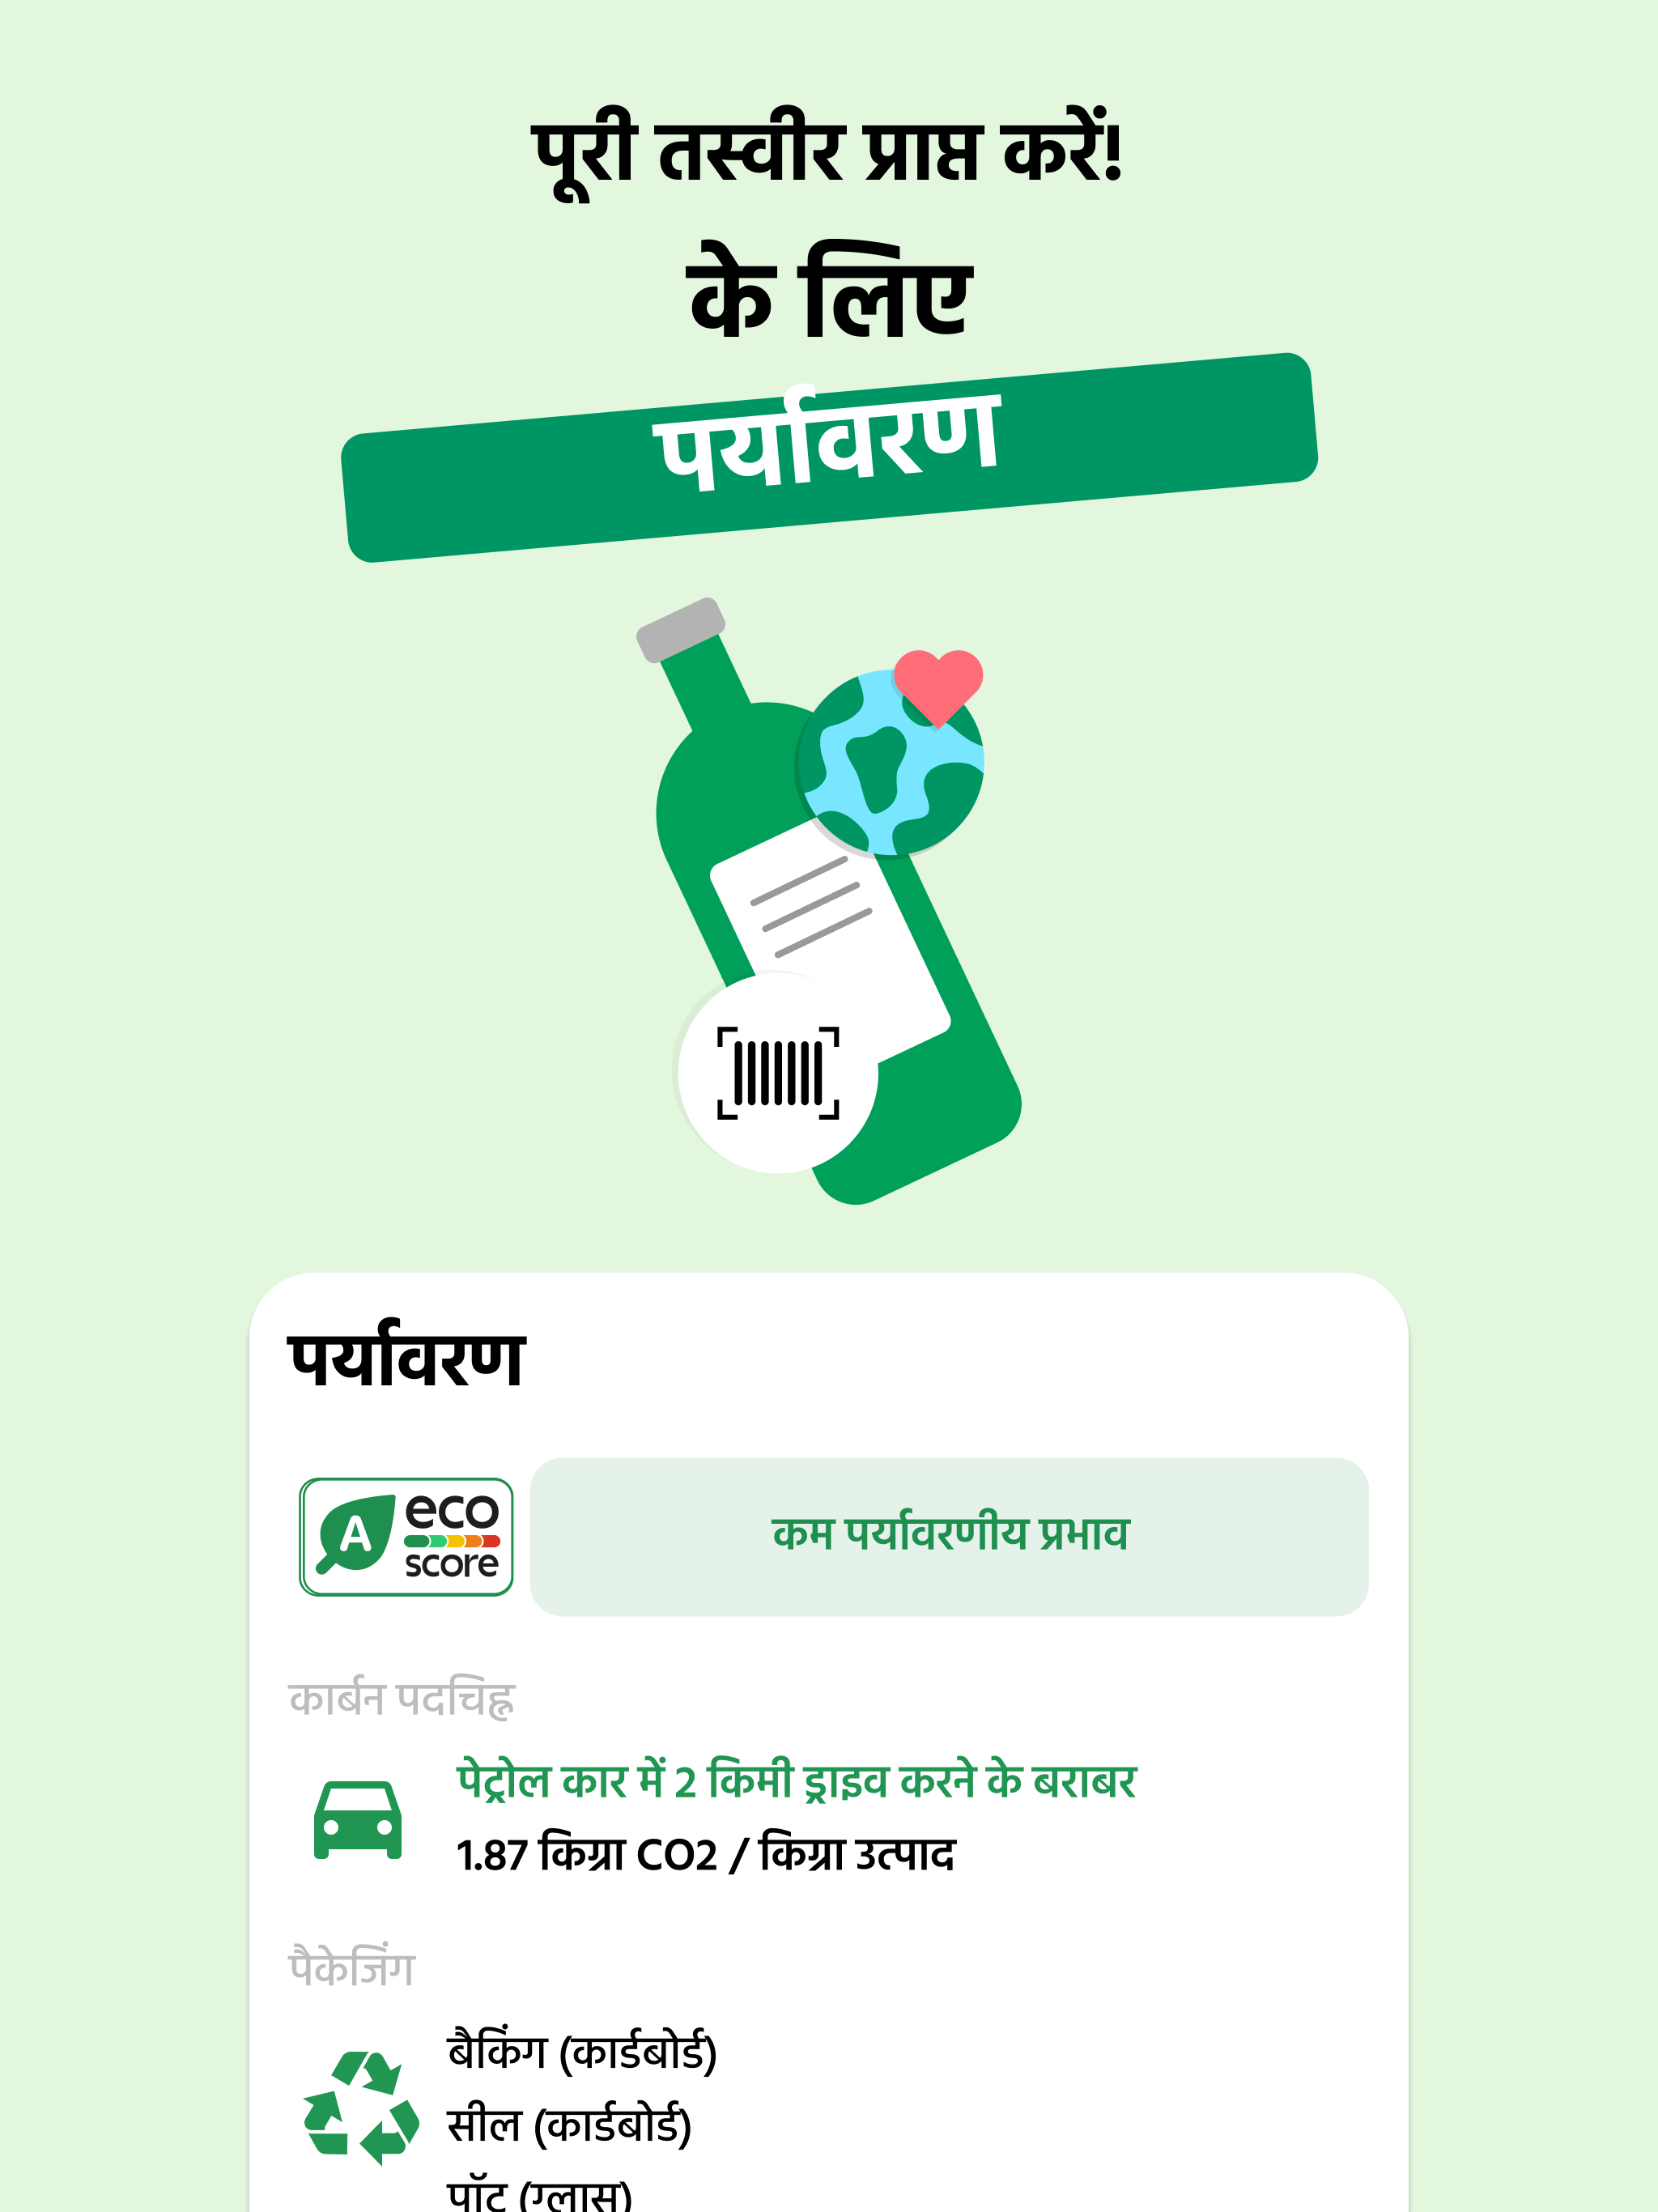 पूरी तस्वीर प्राप्त करें!
के लिए
पर्यावरण
पर्यावरण
A
eco
score
कम पर्यावरणीय प्रभाव
कार्बन पदचिह्न
पेट्रोल कार में 2 किमी ड्राइव करने के बराबर
1.87 किग्रा CO2 / किग्रा उत्पाद
पैकेजिंग
बैकिंग (कार्डबोर्ड)
सील (कार्डबोर्ड)
पॉट (ग्लास)